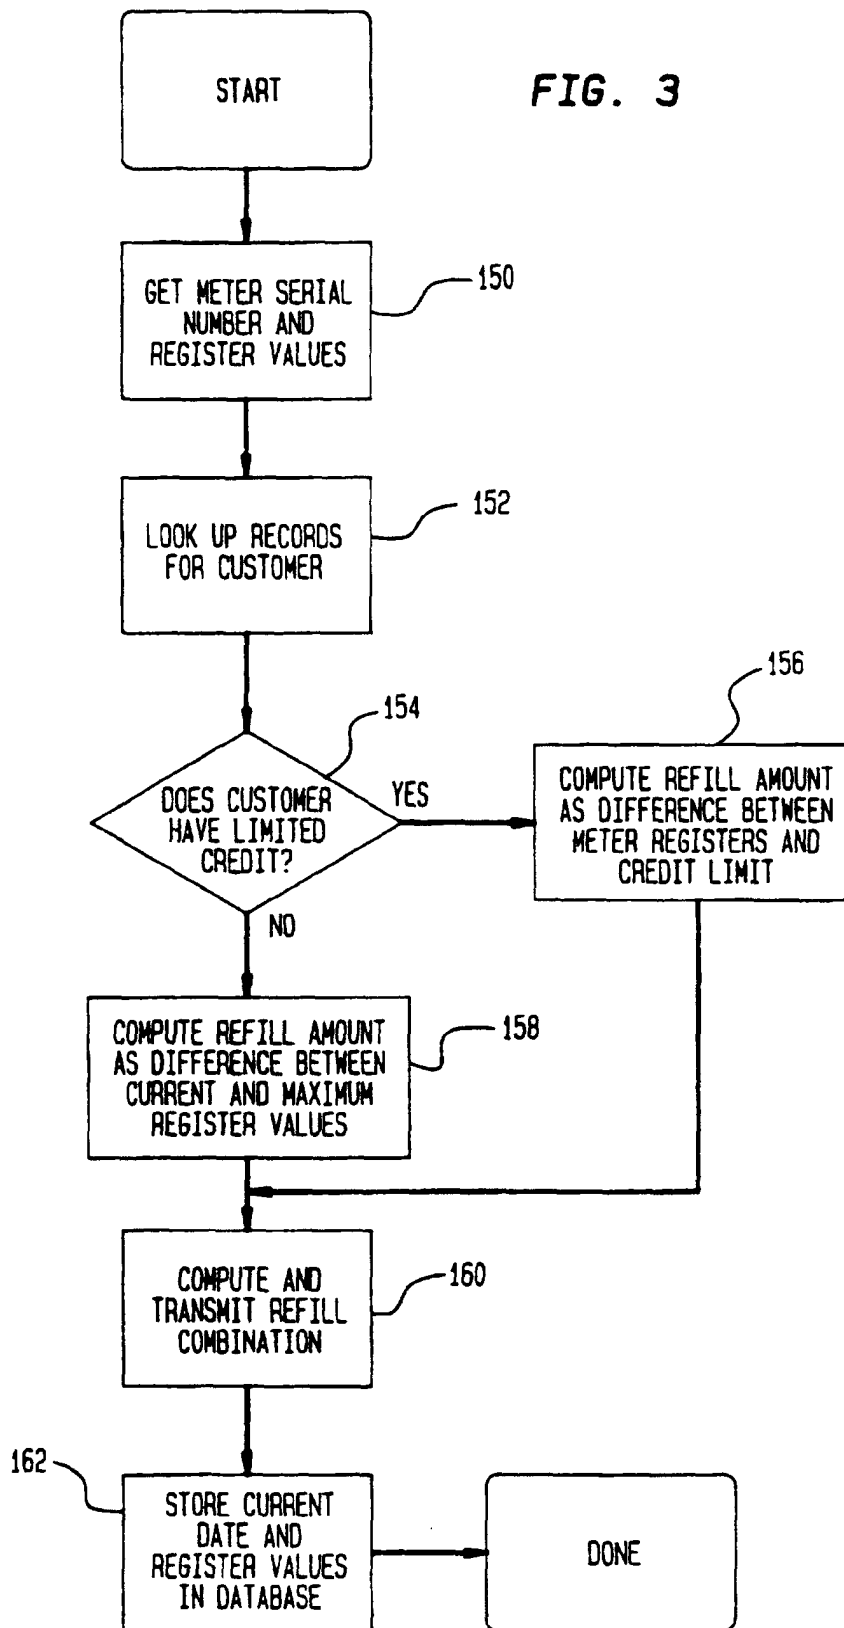 START
FIG. 3
GET METER SERIAL
NUMBER AND
REGISTER VALUES
150
LOOK UP RECORDS
FOR CUSTOMER
152
154
DOES CUSTOMER
HAVE LIMITED
CREDIT?
YES
156
COMPUTE REFILL AMOUNT
AS DIFFERENCE BETWEEN
METER REGISTERS AND
CREDIT LIMIT
NO
COMPUTE REFILL AMOUNT
AS DIFFERENCE BETWEEN
CURRENT AND MAXIMUM
REGISTER VALUES
158
COMPUTE AND
TRANSMIT REFILL
COMBINATION
160
162
STORE CURRENT
DATE AND
REGISTER VALUES
IN DATABASE
DONE